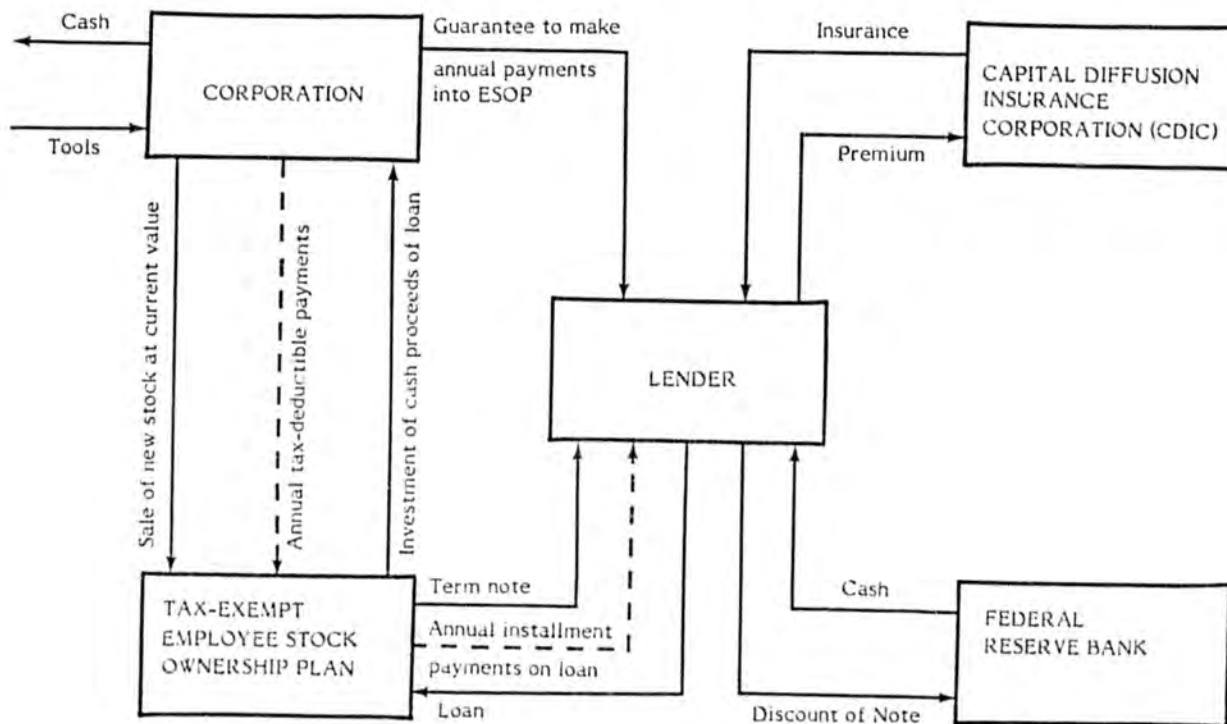 Cash
Guarantee to make
annual payments
into ESOP
Insurance
CORPORATION
CAPITAL DIFFUSION
INSURANCE
CORPORATION (CDIC)
Tools
Premium
Sale of new stock at current value
Annual tax-deductible payments
Investment of cash proceeds of loan
LENDER
TAX-EXEMPT
EMPLOYEE STOCK
OWNERSHIP PLAN
Term note
Annual installment
payments on loan
Loan
Cash
FEDERAL
RESERVE BANK
Discount of Note